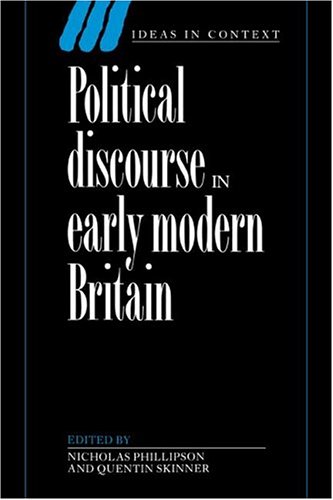 IDEAS IN CONTEXT
Political
discourse IN
early modern
Britain
EDITED BY
NICHOLAS PHILLIPSON
AND QUENTIN SKINNER